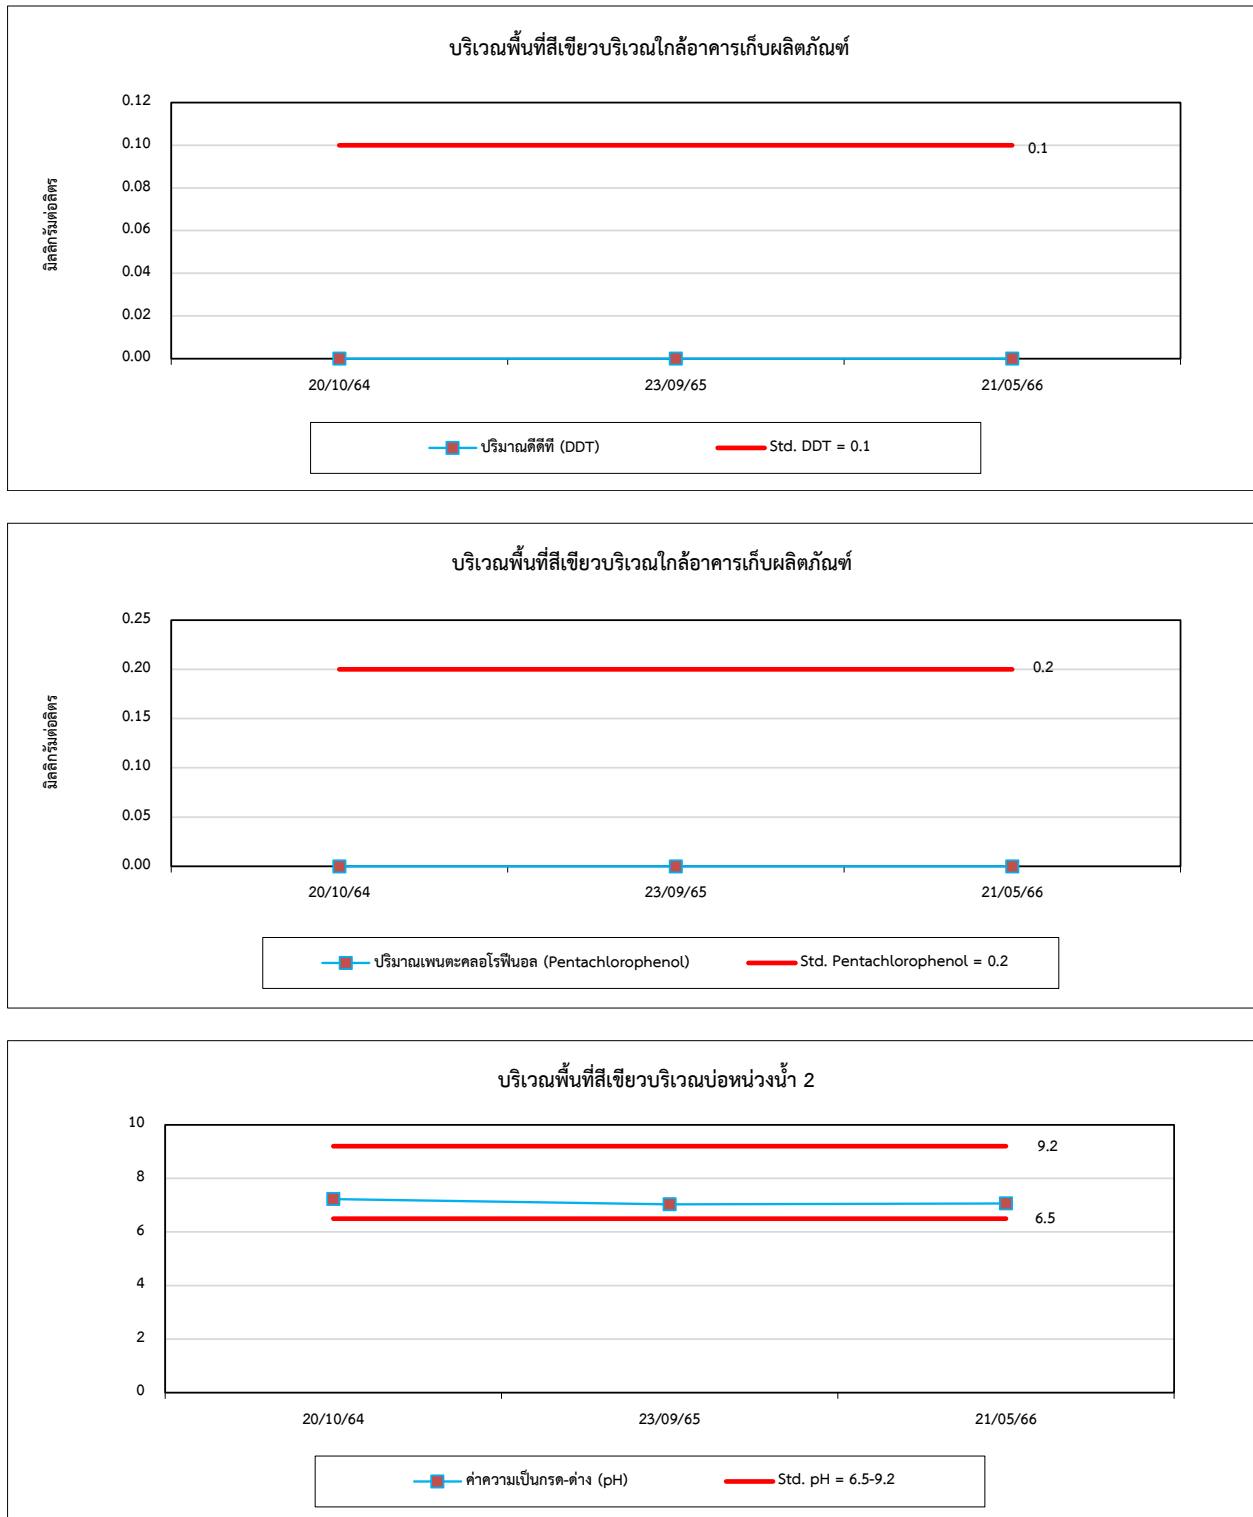 บริเวณพื้นที่สีเขียวบริเวณใกล้อาคารเก็บผลิตภัณฑ์
มิลลิกรัมต่อลิตร
0.12
0.10
0.08
0.06
0.04
0.02
0.00
0.1
20/10/64 23/09/65 21/05/66
ปริมาณดีดีที (DDT) Std. DDT = 0.1
บริเวณพื้นที่สีเขียวบริเวณใกล้อาคารเก็บผลิตภัณฑ์
มิลลิกรัมต่อลิตร
0.25
0.20
0.15
0.10
0.05
0.00
0.2
20/10/64 23/09/65 21/05/66
ปริมาณเพนตะคลอโรฟีนอล (Pentachlorophenol) Std. Pentachlorophenol = 0.2
บริเวณพื้นที่สีเขียวบริเวณบ่อหน่วงน้ำ 2
10
8
6
4
2
0
9.2
6.5
20/10/64 23/09/65 21/05/66
ค่าความเป็นกรด-ด่าง (pH) Std. pH = 6.5-9.2